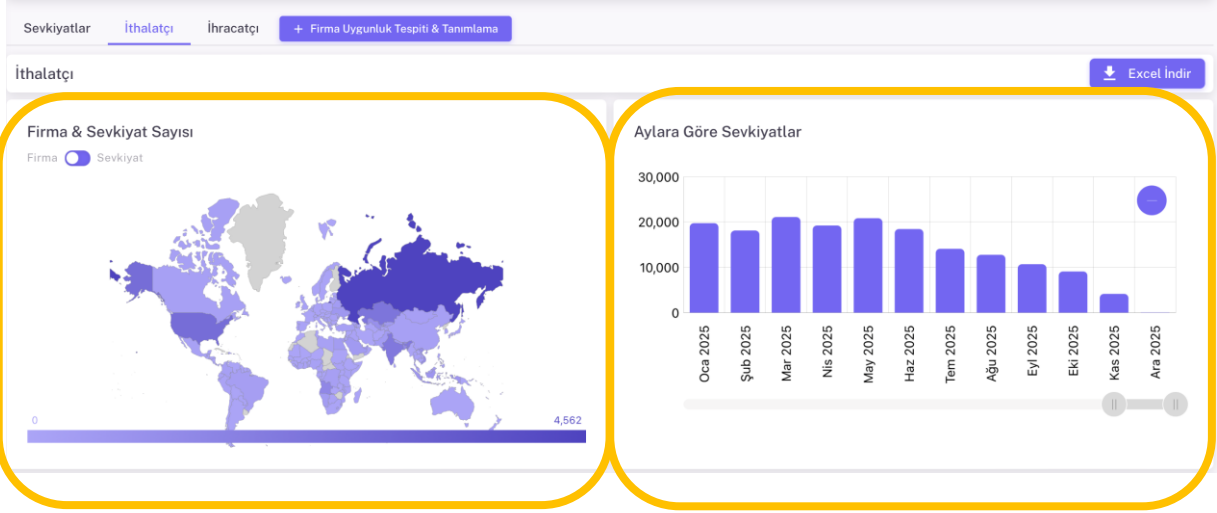 Sevkiyatlar İthalatçı İhracatçı + Firma Uygunluk Tespiti & Tanımlama
İthalatçı
Excel İndir
Firma & Sevkiyat Sayısı
Firma Sevkiyat
0
4,562
Aylara Göre Sevkiyatlar
30,000
20,000
10,000
0
Oca 2025
Şub 2025
Mar 2025
Nis 2025
May 2025
Haz 2025
Tem 2025
Ağu 2025
Eyl 2025
Eki 2025
Kas 2025
Ara 2025